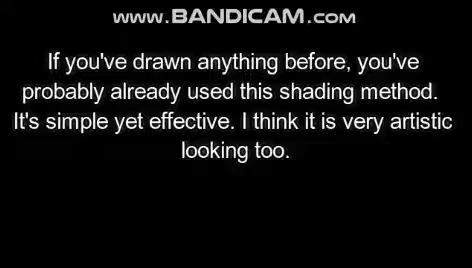 www.BANDICAM.com
If you've drawn anything before, you've
probably already used this shading method.
It's simple yet effective. I think it is very artistic
looking too.